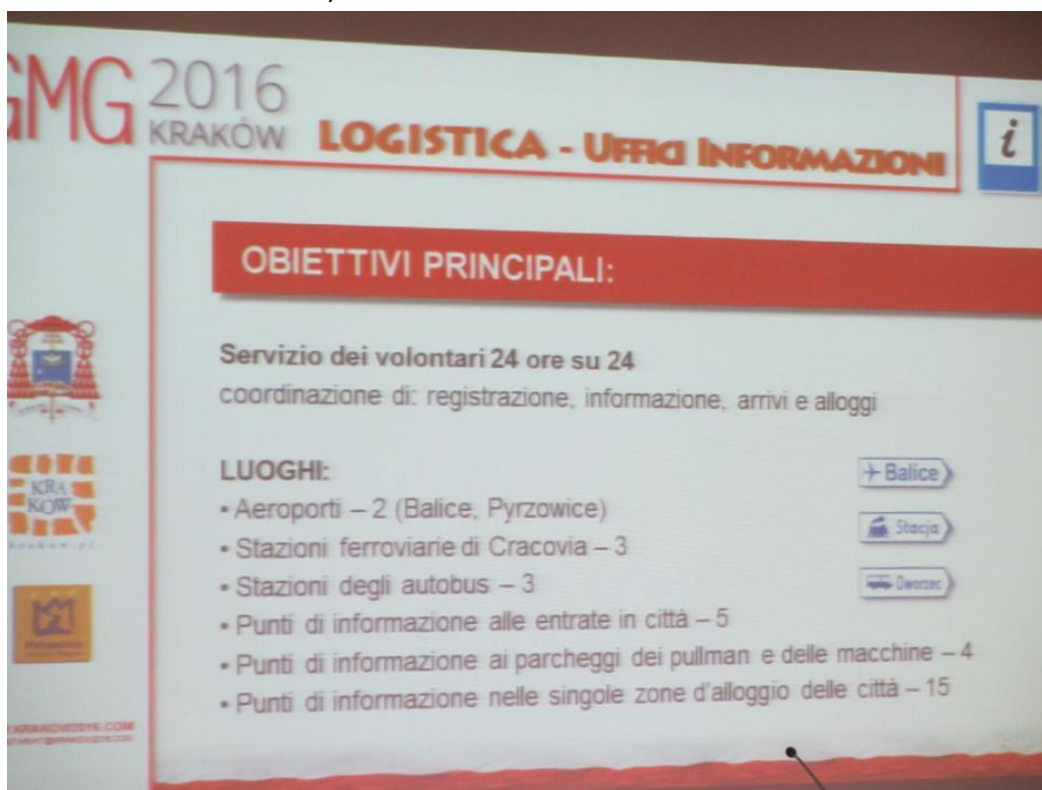 GMG 2016
KRAKÓW
LOGISTICA - UFFICI INFORMAZIONI
i
OBIETTIVI PRINCIPALI:
Servizio dei volontari 24 ore su 24
coordinazione di: registrazione, informazione, arrivi e alloggi
LUOGHI:
• Aeroporti – 2 (Balice, Pyrzowice)
• Stazioni ferroviarie di Cracovia – 3
• Stazioni degli autobus – 3
• Punti di informazione alle entrate in città – 5
• Punti di informazione ai parcheggi dei pullman e delle macchine – 4
• Punti di informazione nelle singole zone d'alloggio delle città – 15
Balice
Stacja
Dworzec
KRA
KOW
krakow.pl